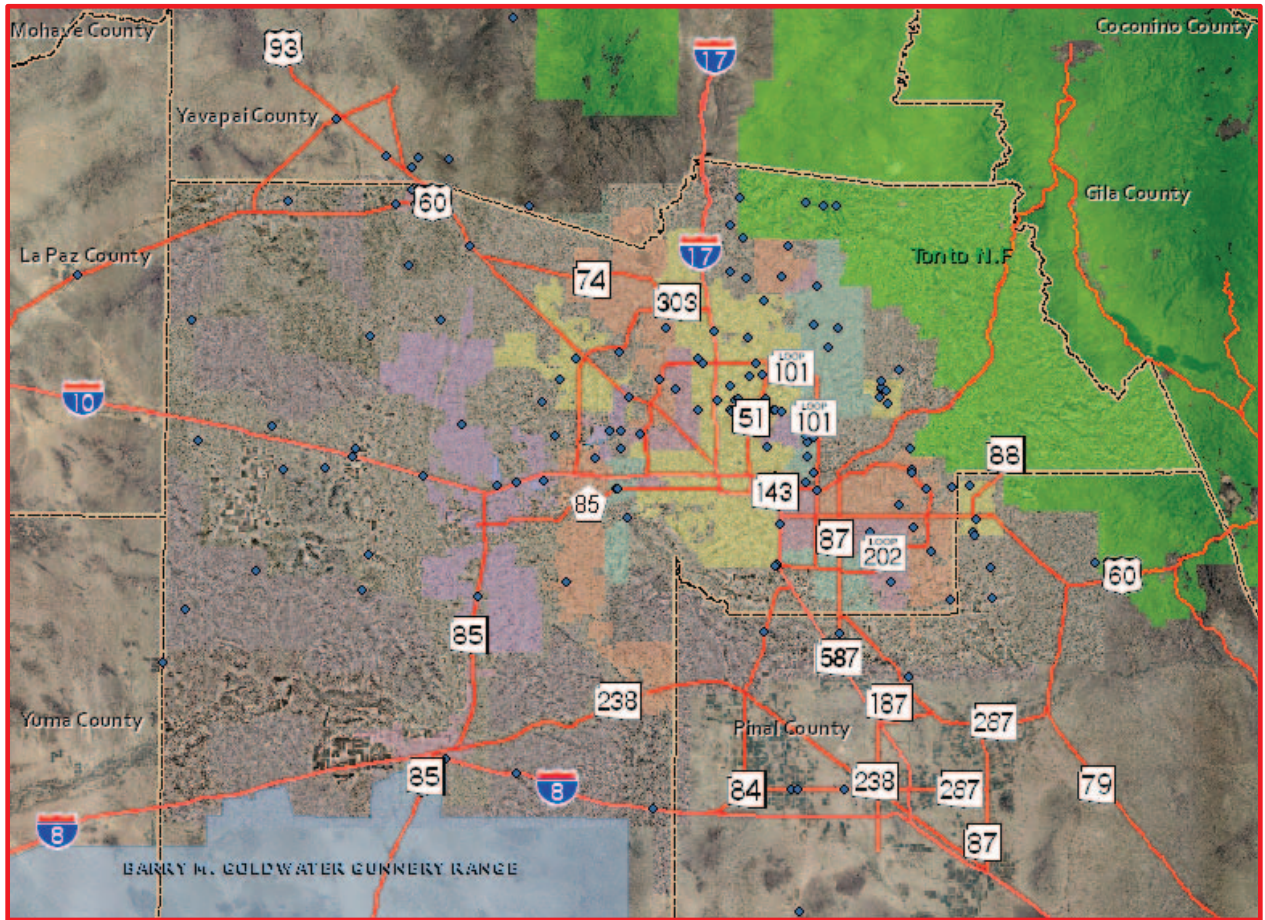 Mohave County
Coconino County
93
17
Yavapai County
Gila County
60
La Paz County
17
Tonto N.F
74
303
LOOP
101
10
51
LOOP
101
88
143
85
87
LOOP
202
60
85
587
238
187
Yuma County
Pinal County
287
85
8
84
238
287
79
8
87
BARRY M. GOLDWATER GUNNERY RANGE